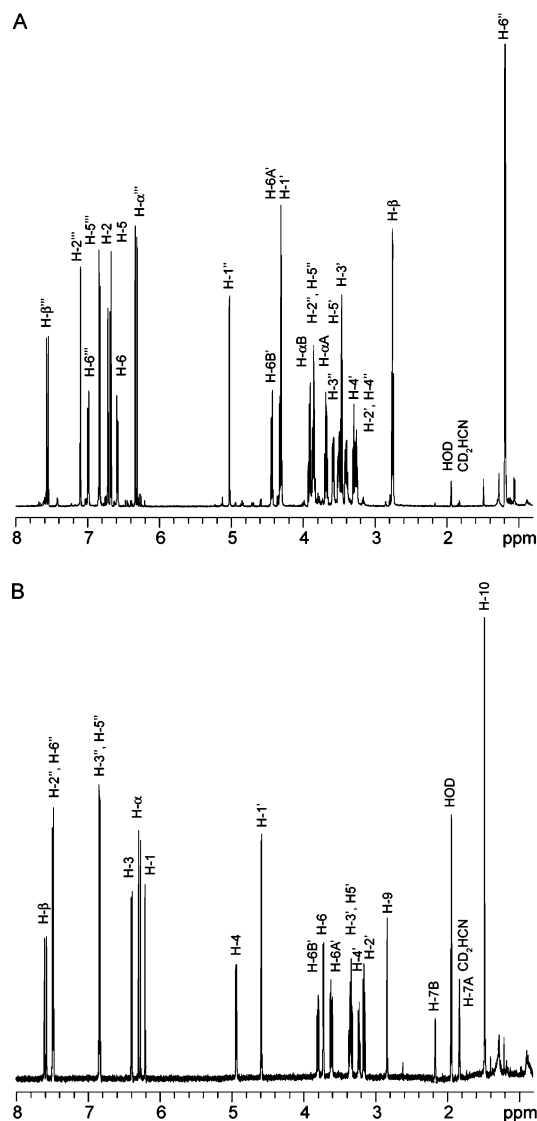 A
H-6''
H-β'''
H-2'''
H-6'''
H-5'''
H-2
H-5
H-6
H-α'''
H-1''
H-6B'
H-6A'
H-1'
H-αB
H-2'', H-5''
H-αA
H-3''
H-5'
H-3'
H-4'
H-2', H-4''
H-β
HOD
CD₂HCN
8 7 6 5 4 3 2 ppm
B
H-10
H-β
H-2'', H-6''
H-3'', H-5''
H-3
H-α
H-1
H-4
H-1'
H-6B'
H-6
H-6A'
H-3', H5'
H-4'
H-2'
H-9
H-7B
HOD
CD₂HCN
H-7A
8 7 6 5 4 3 2 ppm